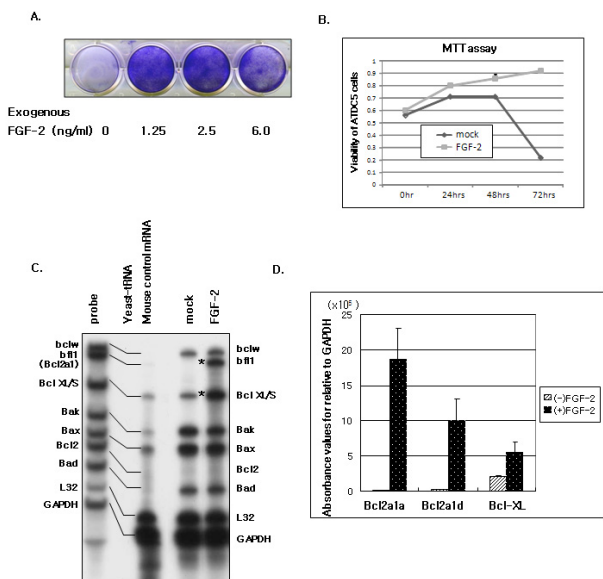 A.
Exogenous
FGF-2 (ng/ml) 0 1.25 2.5 6.0
B.
MTT assay
Viability of ATDC5 cells
1
0.9
0.8
0.7
0.6
0.5
0.4
0.3
0.2
0.1
0
*
mock
FGF-2
0hr 24hrs 48hrs 72hrs
C.
probe
Yeast-tRNA
Mouse control mRNA
mock
FGF-2
bclw
bfl1
(Bcl2a1)
Bcl XL/S
Bak
Bax
Bcl2
Bad
L32
GAPDH
*
*
bclw
bfl1
Bcl XL/S
Bak
Bax
Bcl2
Bad
L32
GAPDH
D.
Absorbance values for relative to GAPDH
25
20
15
10
5
0
(-)FGF-2
(+)FGF-2
Bcl2a1a Bcl2a1d Bcl-XL